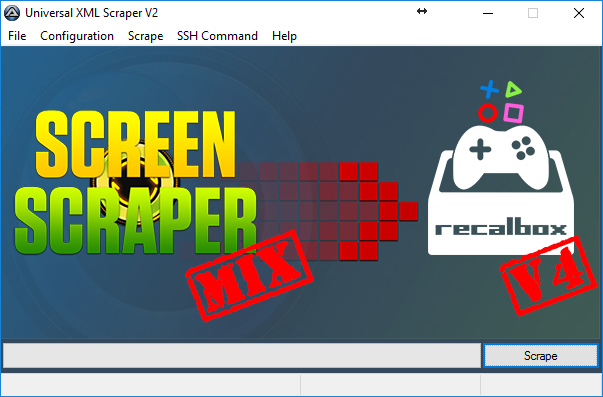 Universal XML Scraper V2
File Configuration Scrape SSH Command Help
SCREEN
SCRAPER
MIX
recalbox
V4
Scrape